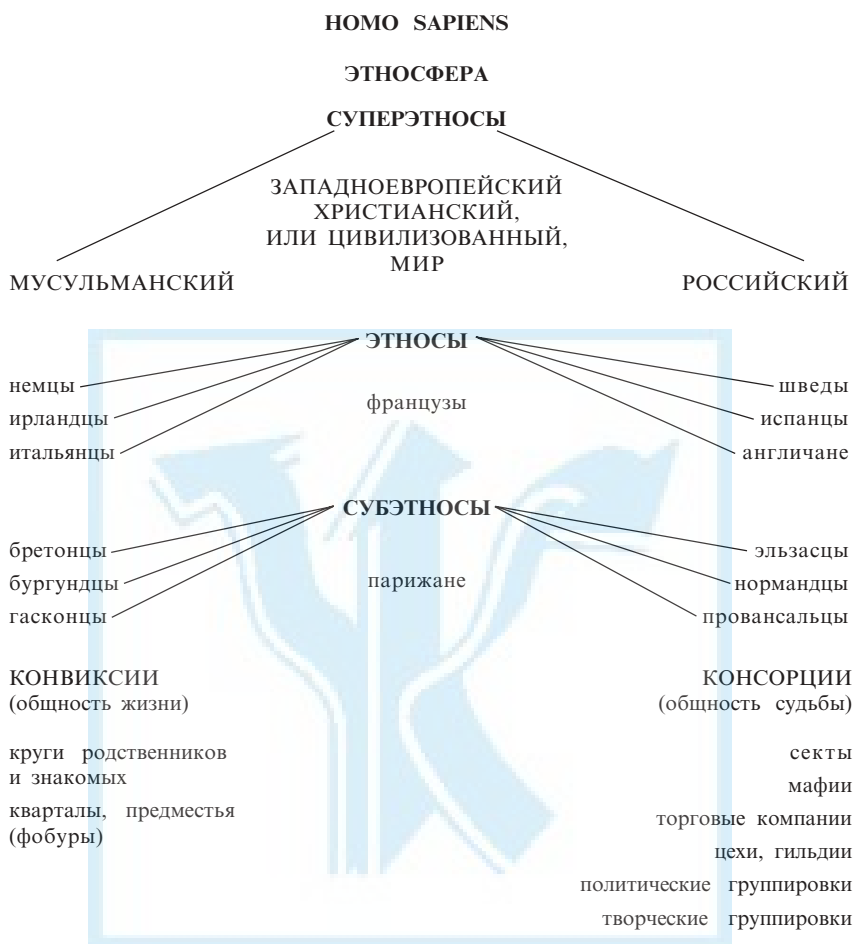 HOMO SAPIENS
ЭТНОСФЕРА
СУПЕРЭТНОСЫ
ЗАПАДНОЕВРОПЕЙСКИЙ
ХРИСТИАНСКИЙ,
ИЛИ ЦИВИЛИЗОВАННЫЙ,
МИР
МУСУЛЬМАНСКИЙ РОССИЙСКИЙ
ЭТНОСЫ
немцы шведы
французы
ирландцы испанцы
итальянцы англичане
СУБЭТНОСЫ
бретонцы эльзасцы
бургундцы парижане нормандцы
гасконцы провансальцы
КОНВИКСИИ КОНСОРЦИИ
(общность жизни) (общность судьбы)
круги родственников секты
и знакомых мафии
кварталы, предместья торговые компании
(фобуры) цехи, гильдии
политические группировки
творческие группировки